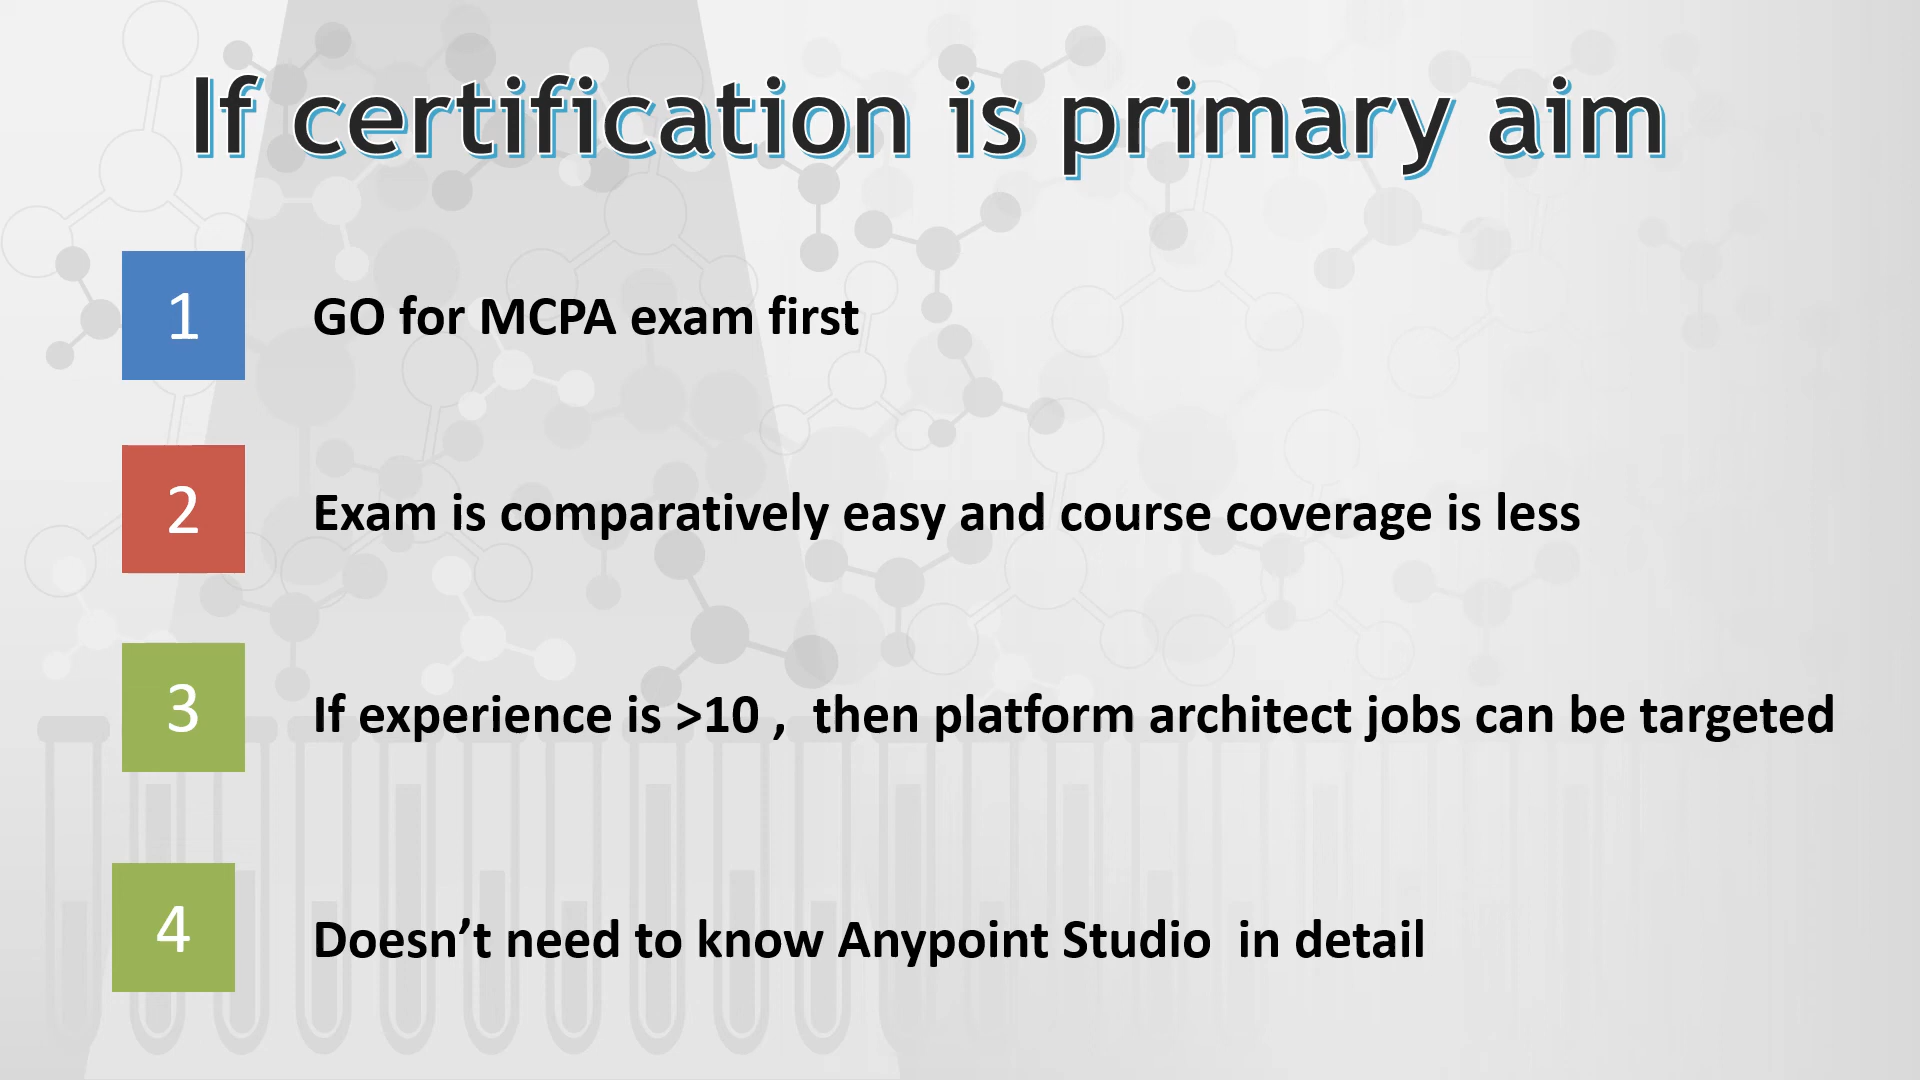 If certification is primary aim
1
GO for MCPA exam first
2
Exam is comparatively easy and course coverage is less
3
If experience is >10 ,  then platform architect jobs can be targeted
4
Doesn’t need to know Anypoint Studio  in detail